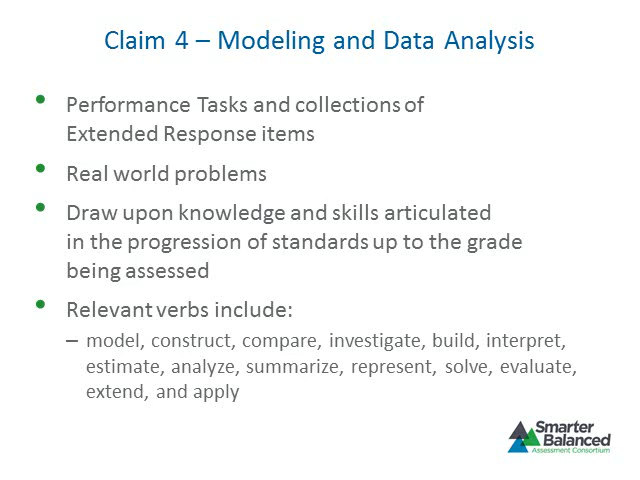 Claim 4 – Modeling and Data Analysis
• Performance Tasks and collections of
Extended Response items
• Real world problems
• Draw upon knowledge and skills articulated
in the progression of standards up to the grade
being assessed
• Relevant verbs include:
– model, construct, compare, investigate, build, interpret,
estimate, analyze, summarize, represent, solve, evaluate,
extend, and apply
Smarter
Balanced
Assessment Consortium